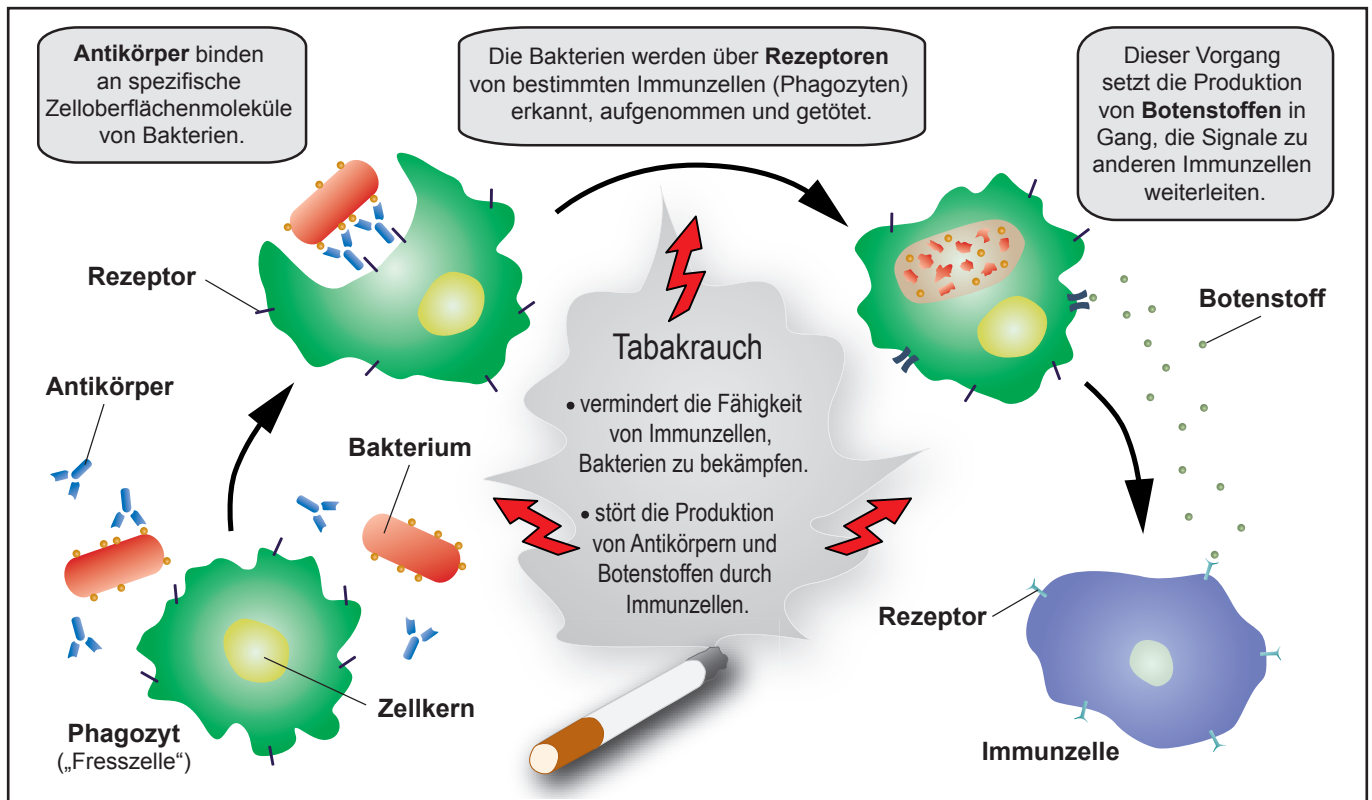 Antikörper binden
an spezifische
Zelloberflächenmoleküle
von Bakterien.
Die Bakterien werden über Rezeptoren
von bestimmten Immunzellen (Phagozyten)
erkannt, aufgenommen und getötet.
Dieser Vorgang
setzt die Produktion
von Botenstoffen in
Gang, die Signale zu
anderen Immunzellen
weiterleiten.
Rezeptor
Antikörper
Bakterium
Zellkern
Phagozyt
(„Fresszelle“)
Tabakrauch
• vermindert die Fähigkeit
von Immunzellen,
Bakterien zu bekämpfen.
• stört die Produktion
von Antikörpern und
Botenstoffen durch
Immunzellen.
Botenstoff
Rezeptor
Immunzelle